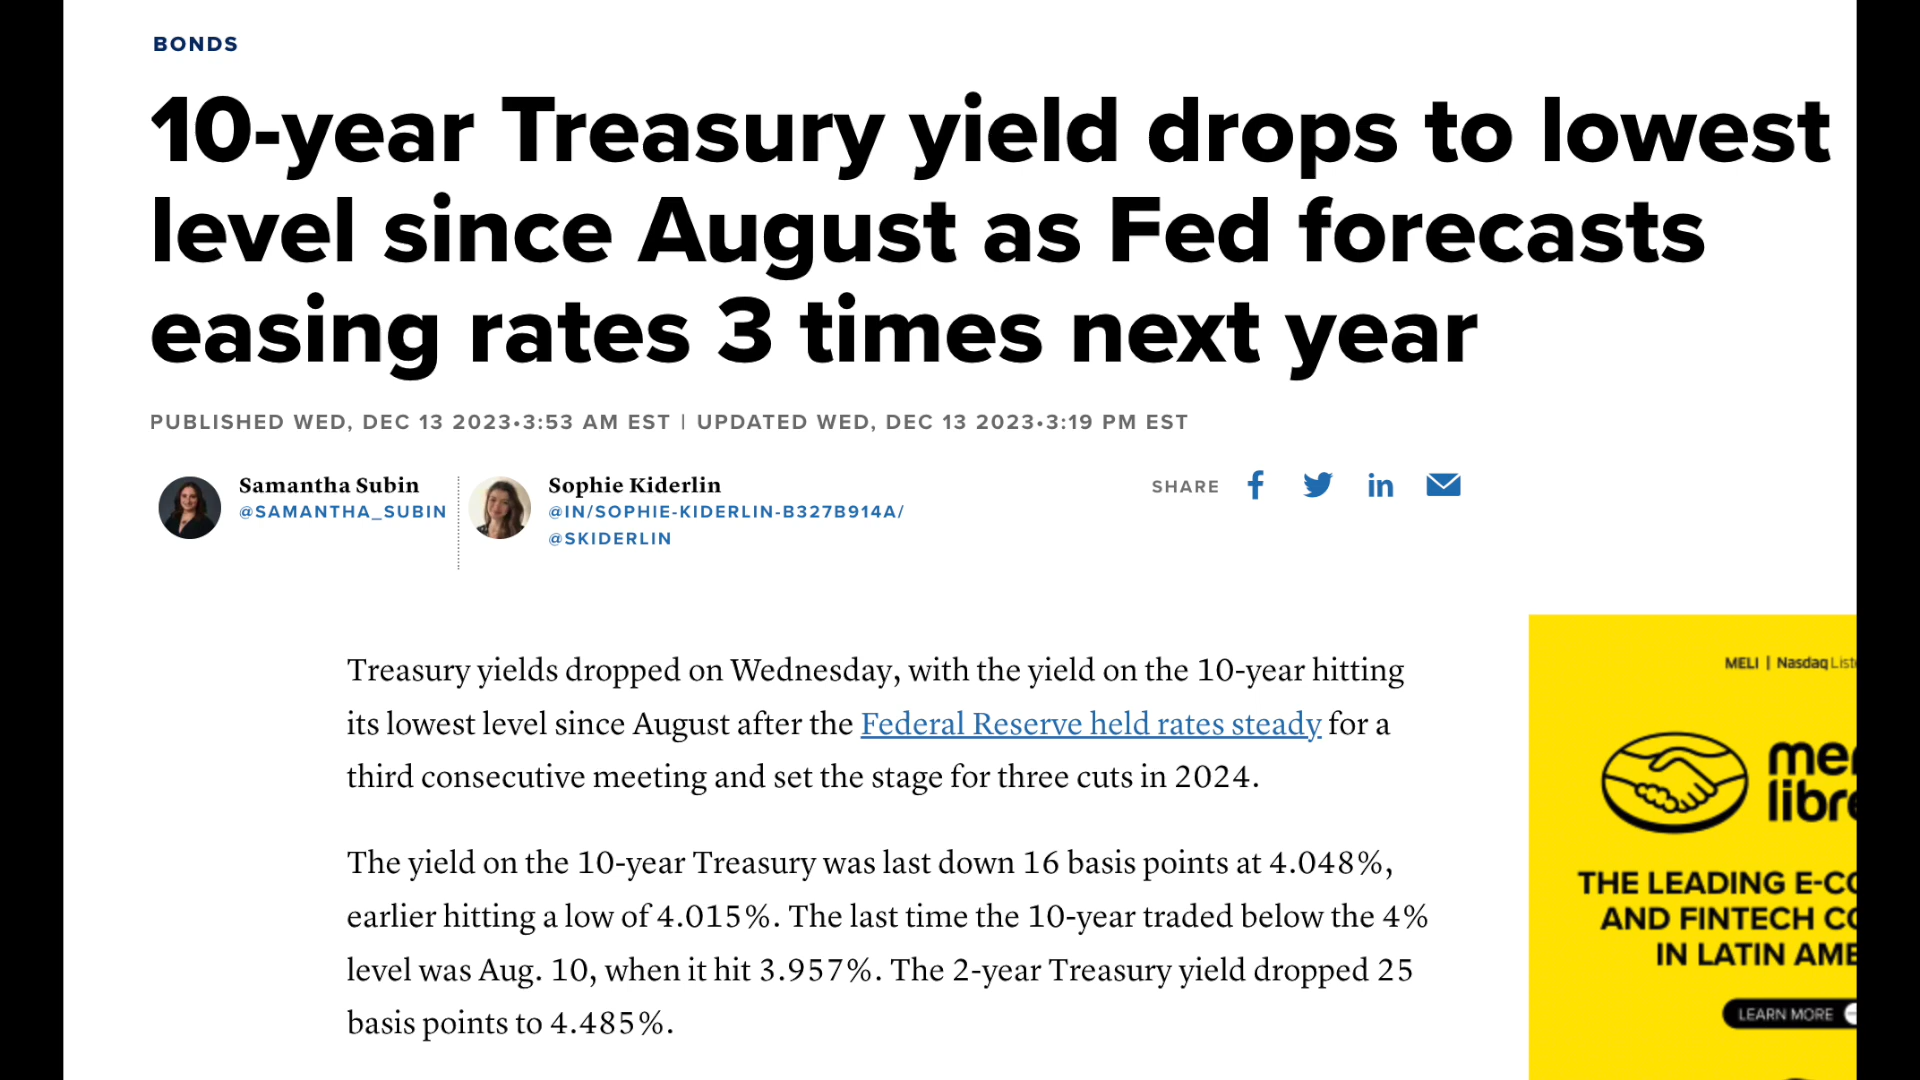 BONDS
10-year Treasury yield drops to lowest
level since August as Fed forecasts
easing rates 3 times next year
PUBLISHED WED, DEC 13 2023•3:53 AM EST | UPDATED WED, DEC 13 2023•3:19 PM EST
Samantha Subin
@SAMANTHA_SUBIN
Sophie Kiderlin
@IN/SOPHIE-KIDERLIN-B327B914A/
@SKIDERLIN
SHARE
Treasury yields dropped on Wednesday, with the yield on the 10-year hitting
its lowest level since August after the Federal Reserve held rates steady for a
third consecutive meeting and set the stage for three cuts in 2024.
The yield on the 10-year Treasury was last down 16 basis points at 4.048%,
earlier hitting a low of 4.015%. The last time the 10-year traded below the 4%
level was Aug. 10, when it hit 3.957%. The 2-year Treasury yield dropped 25
basis points to 4.485%.
MELI | Nasdaq
THE LEADING
AND FINTECH
IN LATIN
LEARN MORE